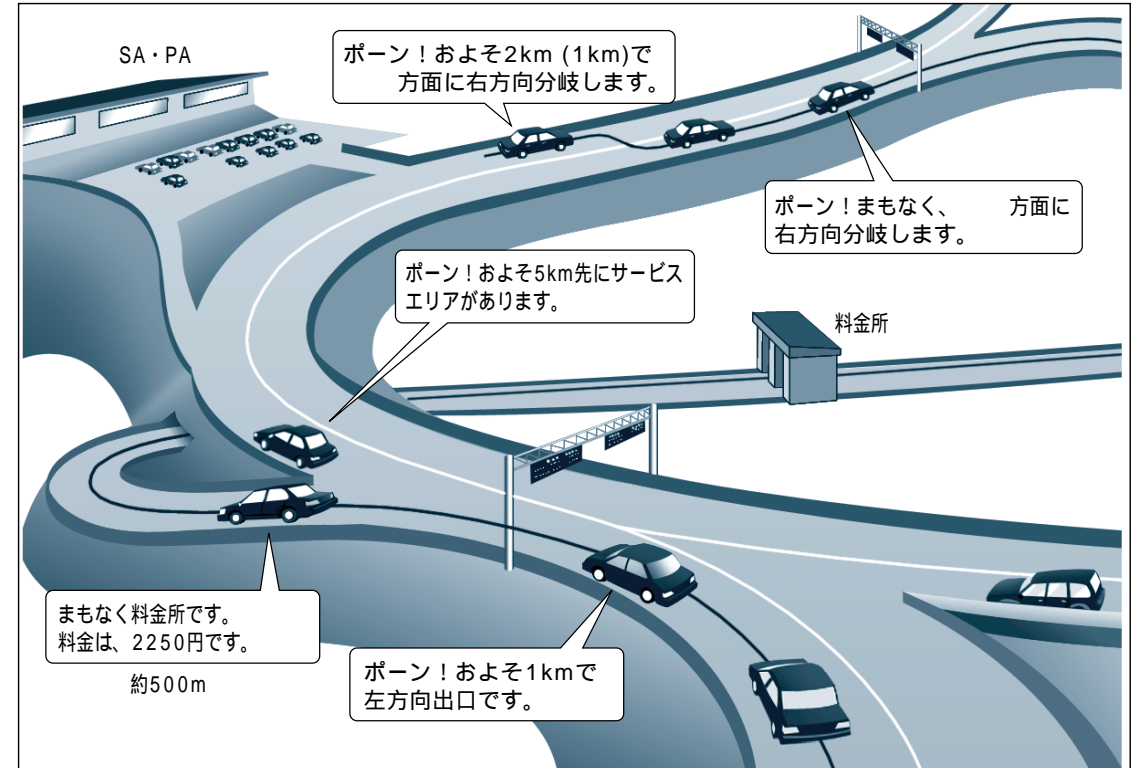 SA・PA
ポーン！およそ2km (1km)で
方面に右方向分岐します。
ポーン！まもなく、　　方面に
右方向分岐します。
ポーン！およそ5km先にサービス
エリアがあります。
料金所
まもなく料金所です。
料金は、2250円です。
約500m
ポーン！およそ1kmで
左方向出口です。